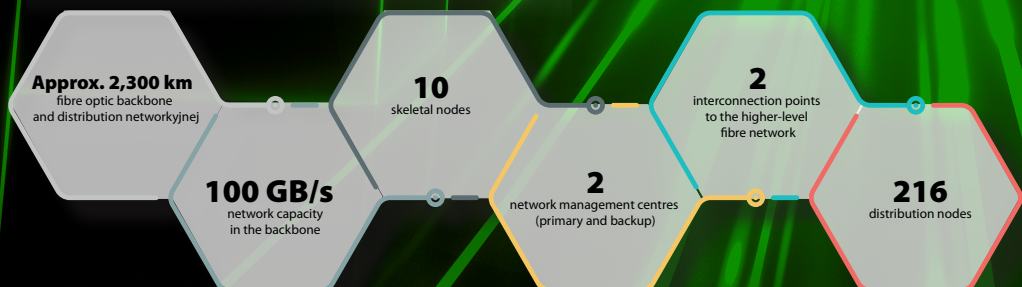 Approx. 2,300 km
fibre optic backbone
and distribution networkyjnej
100 GB/s
network capacity
in the backbone
10
skeletal nodes
2
network management centres
(primary and backup)
2
interconnection points
to the higher-level
fibre network
216
distribution nodes